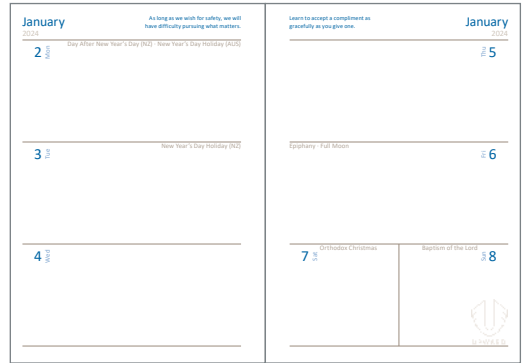 January
2024
As long as we wish for safety, we will
have difficulty pursuing what matters.
Day After New Year's Day (NZ) · New Year's Day Holiday (AUS)
2 Mon
New Year's Day Holiday (NZ)
3 Tue
4 Wed
Learn to accept a compliment as
gracefully as you give one.
January
2024
Thu 5
Epiphany · Full Moon
Fri 6
7 Sat
Orthodox Christmas
Baptism of the Lord
Sun 8